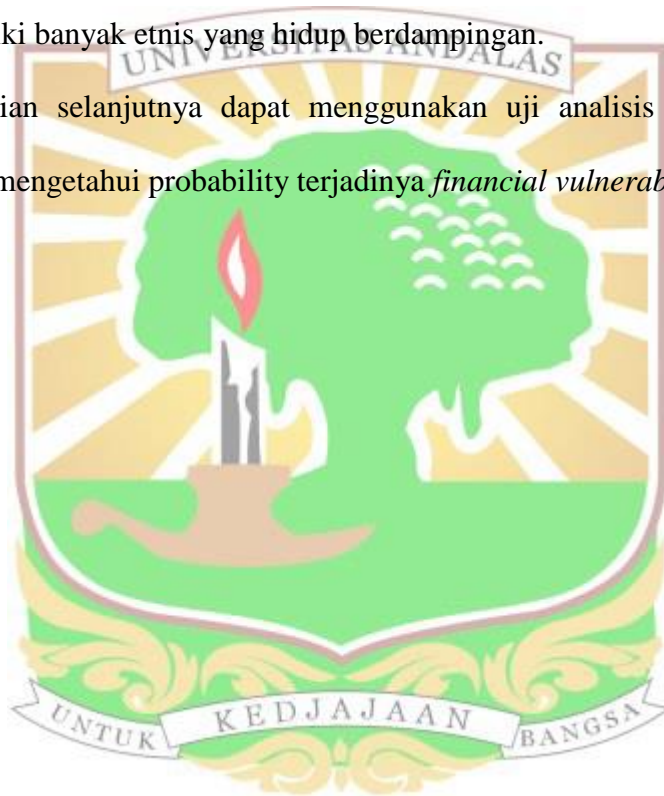 ki banyak etnis yang hidup berdampingan.
UNIVERSITAS ANDALAS
ian selanjutnya dapat menggunakan uji analisis
mengetahui probability terjadinya financial vulnerab
UNTUK KEDJAJAAN BANGSA